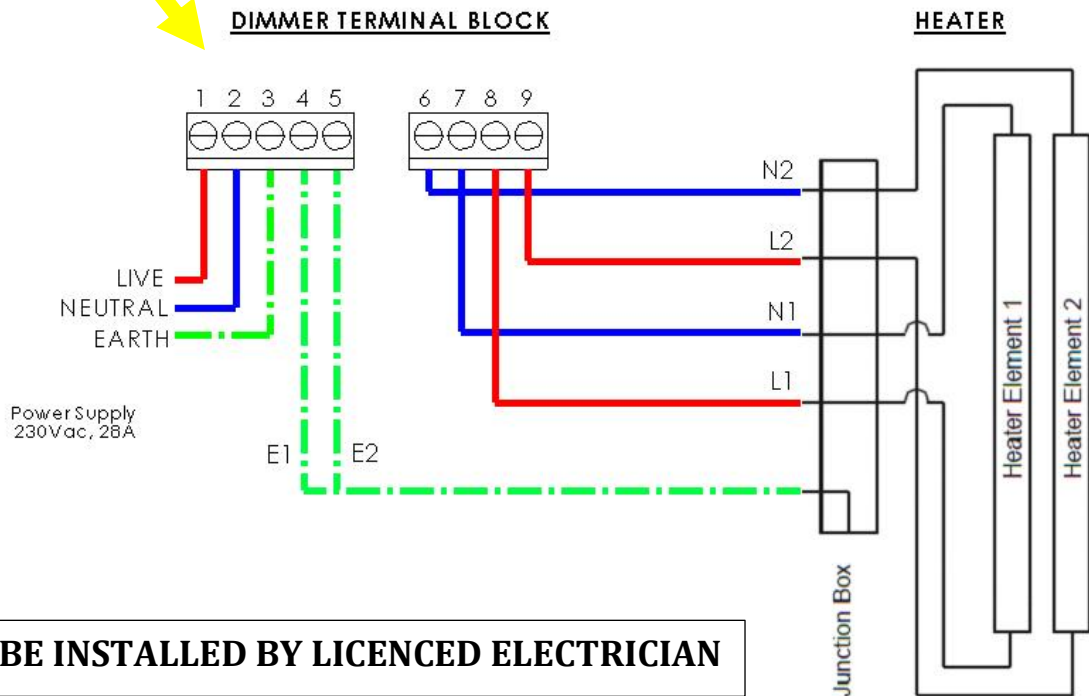 DIMMER TERMINAL BLOCK
HEATER
1 2 3 4 5
6 7 8 9
N2
L2
N1
L1
LIVE
NEUTRAL
EARTH
Power Supply
230Vac, 28A
E1
E2
Heater Element 1
Heater Element 2
Junction Box
BE INSTALLED BY LICENCED ELECTRICIAN